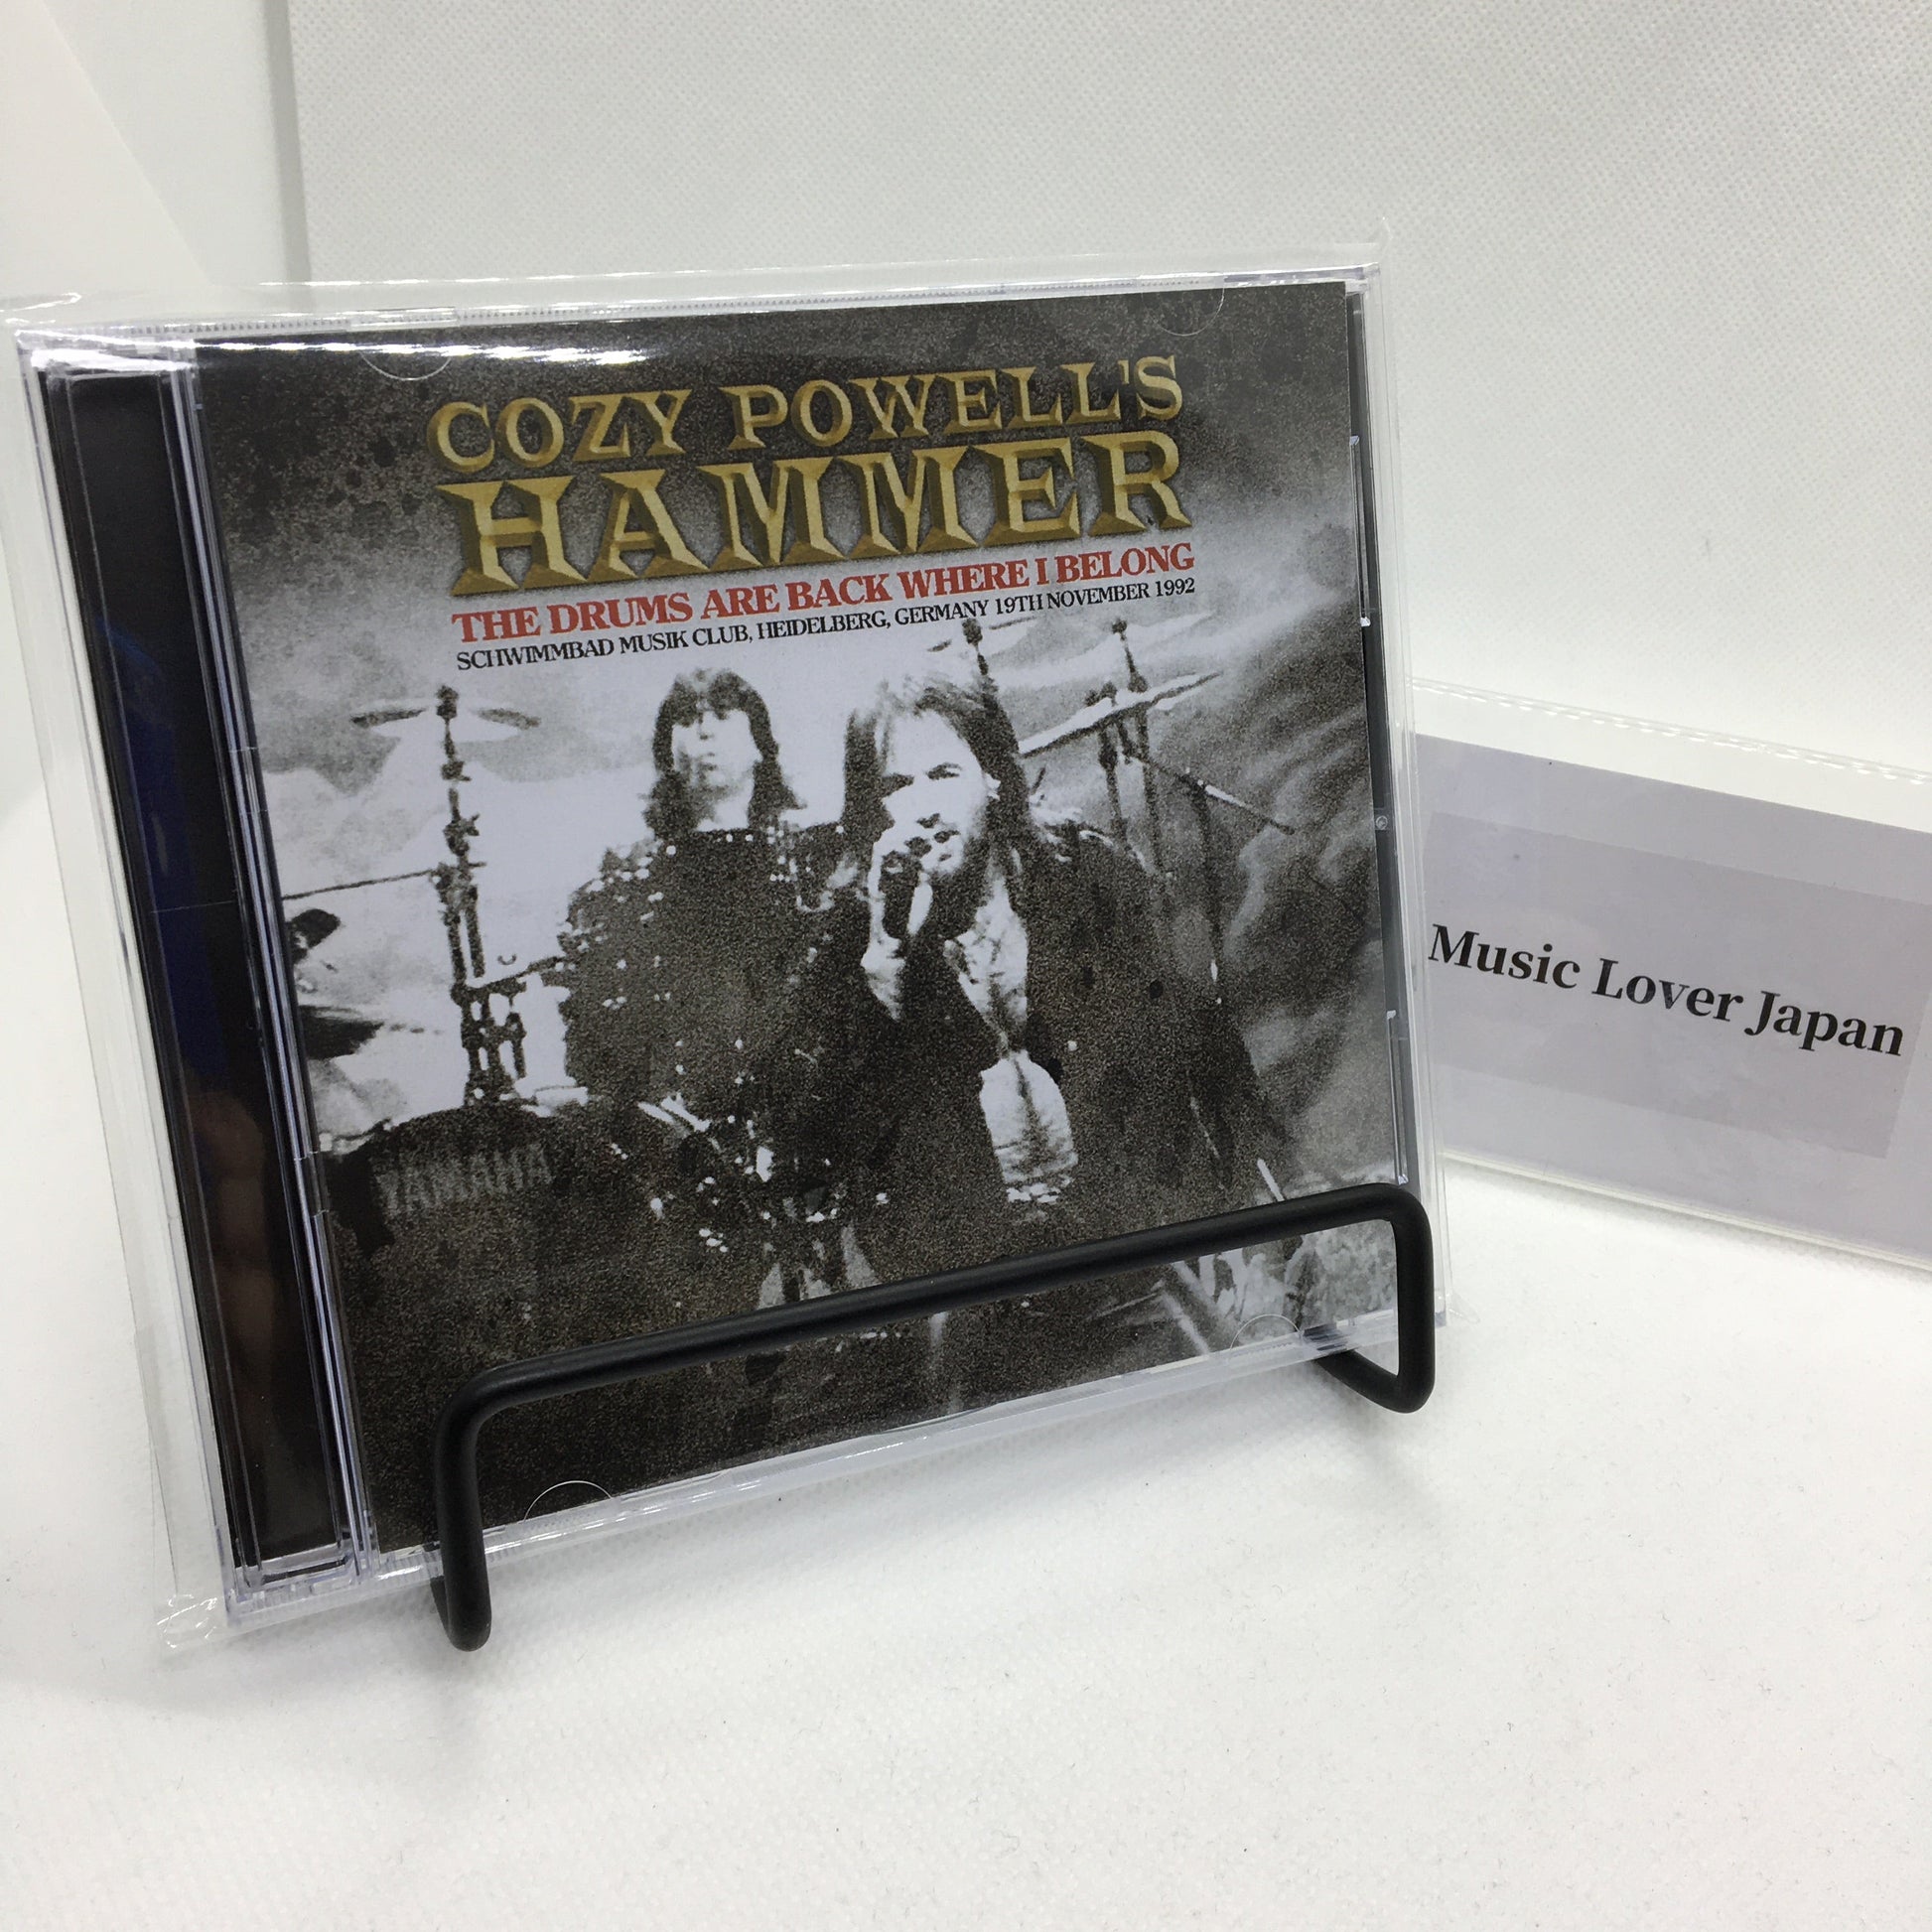 COZY POWELL'S
HAMMER
THE DRUMS ARE BACK WHERE I BELONG
SCHWIMMBAD MUSIK CLUB, HEIDELBERG, GERMANY 19TH NOVEMBER 1992
YAMAHA
Music Lover Japan